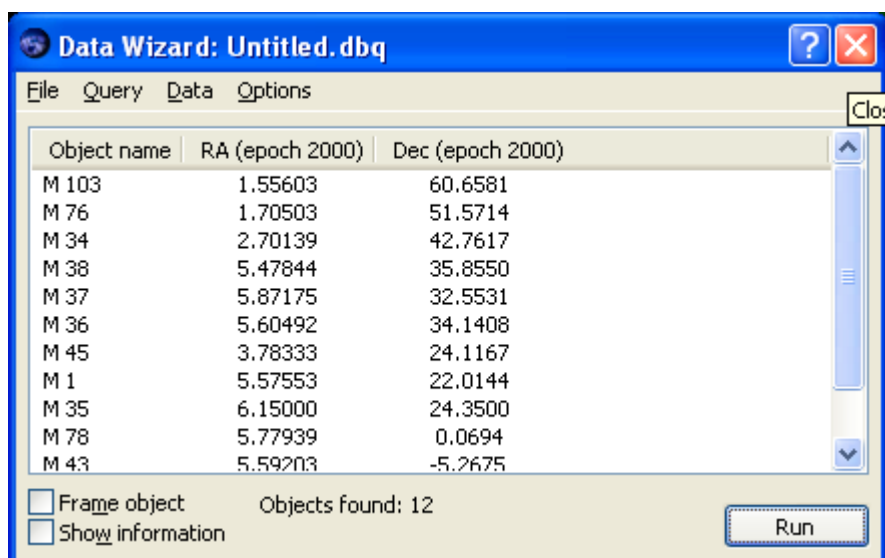 Data Wizard: Untitled.dbq
File Query Data Options
Clo
Object name RA (epoch 2000) Dec (epoch 2000)
M 103 1.55603 60.6581
M 76 1.70503 51.5714
M 34 2.70139 42.7617
M 38 5.47844 35.8550
M 37 5.87175 32.5531
M 36 5.60492 34.1408
M 45 3.78333 24.1167
M 1 5.57553 22.0144
M 35 6.15000 24.3500
M 78 5.77939 0.0694
M 43 5.59203 -5.2675
Frame object Objects found: 12
Show information Run